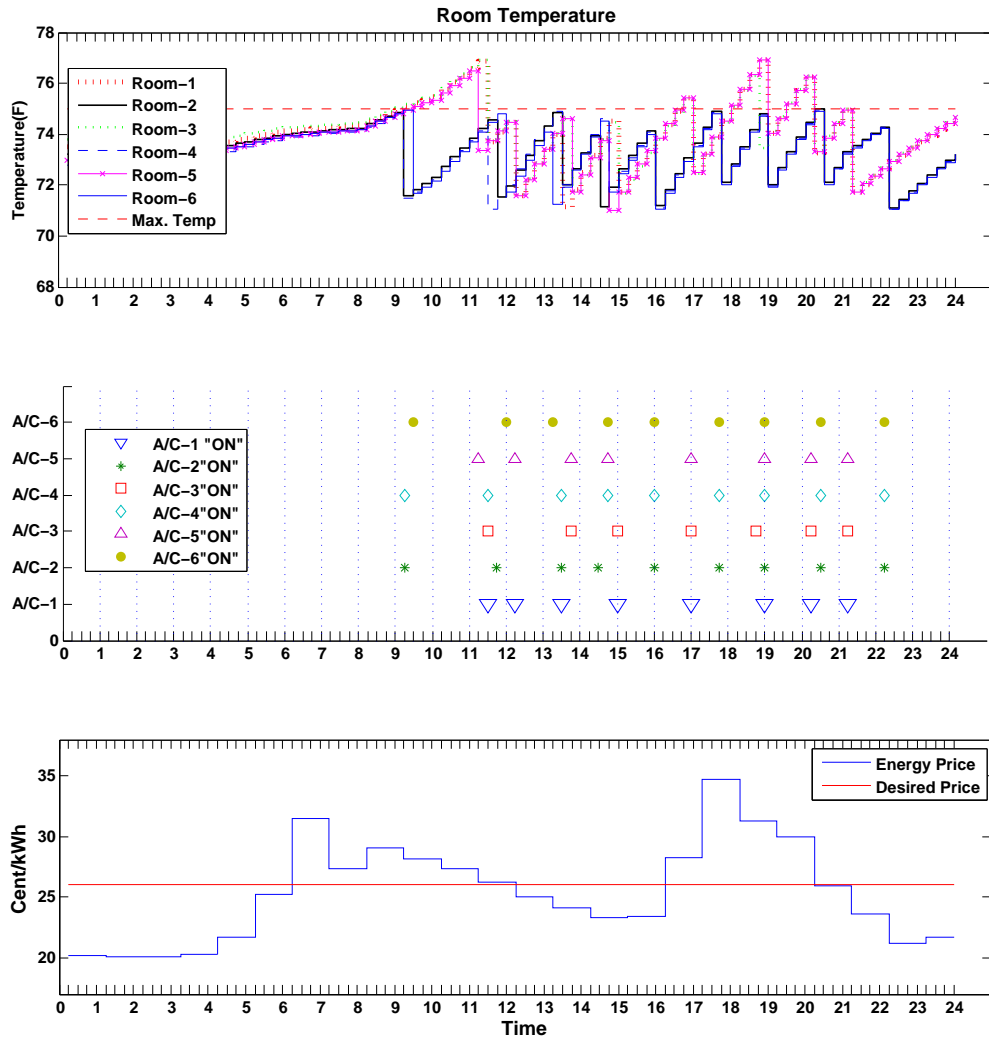 Room Temperature
78
76
74
72
70
68
Temperature(F)
Room-1
Room-2
Room-3
Room-4
Room-5
Room-6
Max. Temp
0 1 2 3 4 5 6 7 8 9 10 11 12 13 14 15 16 17 18 19 20 21 22 23 24
A/C-6
A/C-5
A/C-4
A/C-3
A/C-2
A/C-1
0
A/C-1 "ON"
A/C-2"ON"
A/C-3"ON"
A/C-4"ON"
A/C-5"ON"
A/C-6"ON"
0 1 2 3 4 5 6 7 8 9 10 11 12 13 14 15 16 17 18 19 20 21 22 23 24
35
30
25
20
Cent/kWh
Energy Price
Desired Price
0 1 2 3 4 5 6 7 8 9 10 11 12 13 14 15 16 17 18 19 20 21 22 23 24
Time